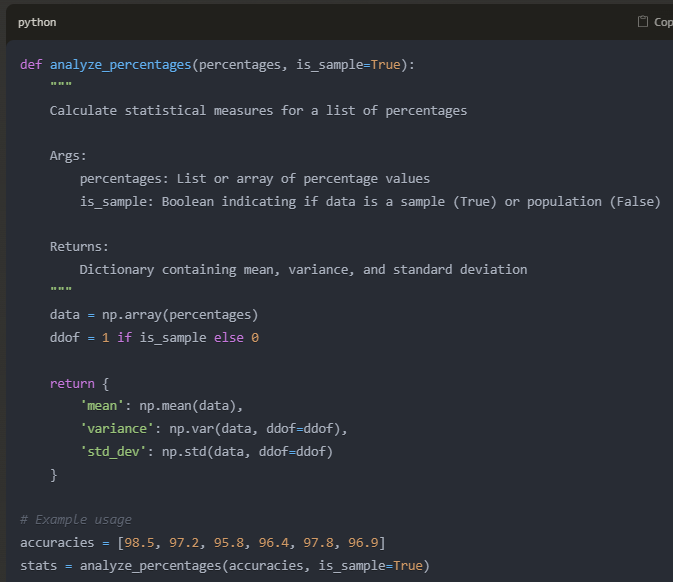 python
Cop
def analyze_percentages(percentages, is_sample=True):
    """
    Calculate statistical measures for a list of percentages
    Args:
        percentages: List or array of percentage values
        is_sample: Boolean indicating if data is a sample (True) or population (False)
    Returns:
        Dictionary containing mean, variance, and standard deviation
    """
    data = np.array(percentages)
    ddof = 1 if is_sample else 0
    return {
        'mean': np.mean(data),
        'variance': np.var(data, ddof=ddof),
        'std_dev': np.std(data, ddof=ddof)
    }
# Example usage
accuracies = [98.5, 97.2, 95.8, 96.4, 97.8, 96.9]
stats = analyze_percentages(accuracies, is_sample=True)